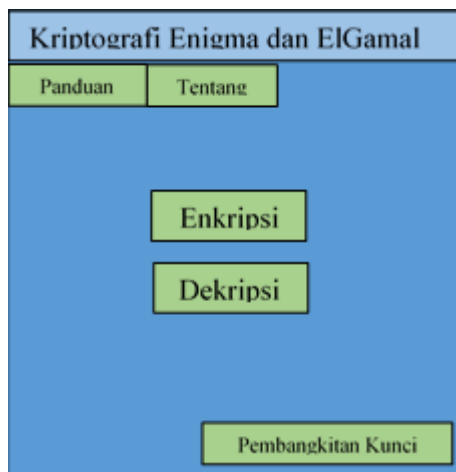 Kriptografi Enigma dan ElGamal
Panduan Tentang
Enkripsi
Dekripsi
Pembangkitan Kunci